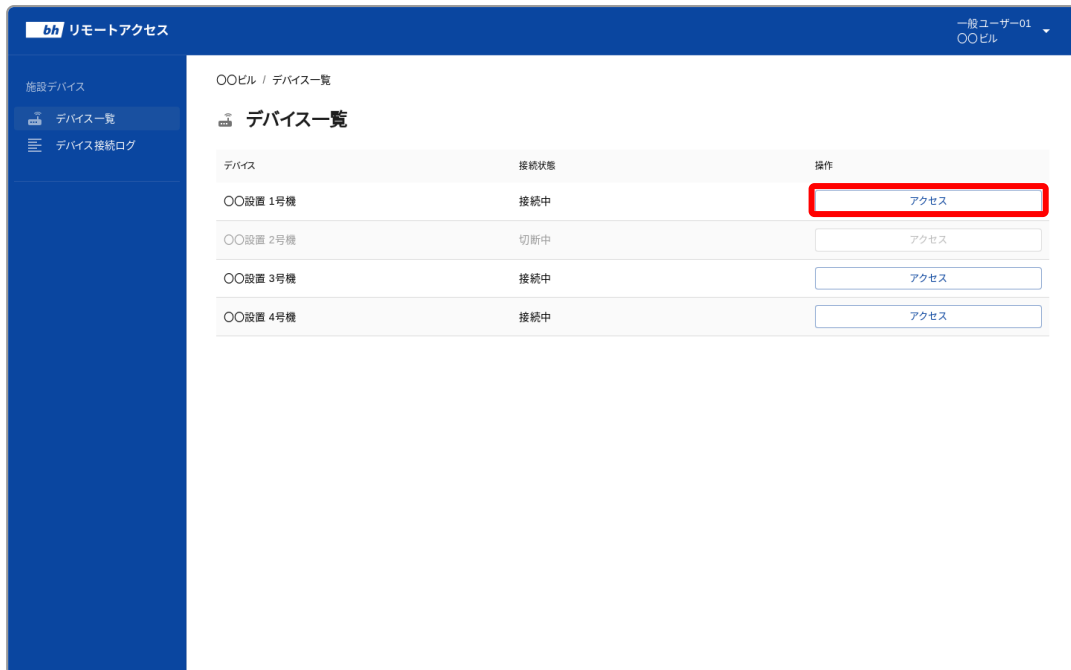 bh リモートアクセス
一般ユーザー01
〇〇ビル
施設デバイス
デバイス一覧
デバイス接続ログ
〇〇ビル / デバイス一覧
デバイス一覧
デバイス 接続状態 操作
〇〇設置 1号機 接続中 アクセス
〇〇設置 2号機 切断中 アクセス
〇〇設置 3号機 接続中 アクセス
〇〇設置 4号機 接続中 アクセス